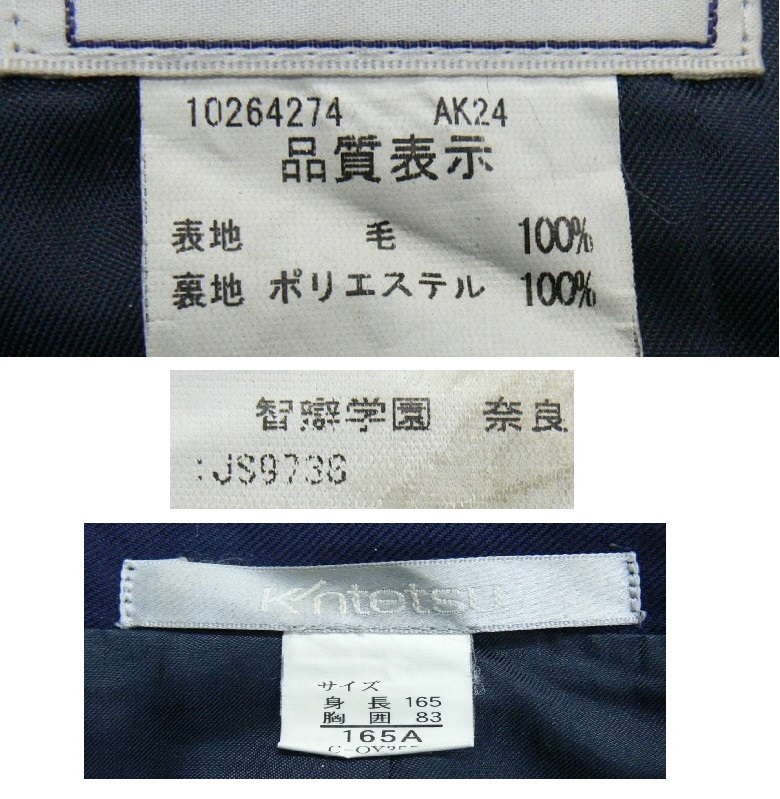 10264274 AK24
品質表示
表地 毛 100%
裏地 ポリエステル 100%
智辯学園 奈良
:JS9736
Kintetsu
サイズ
身長 165
胸囲 83
165A